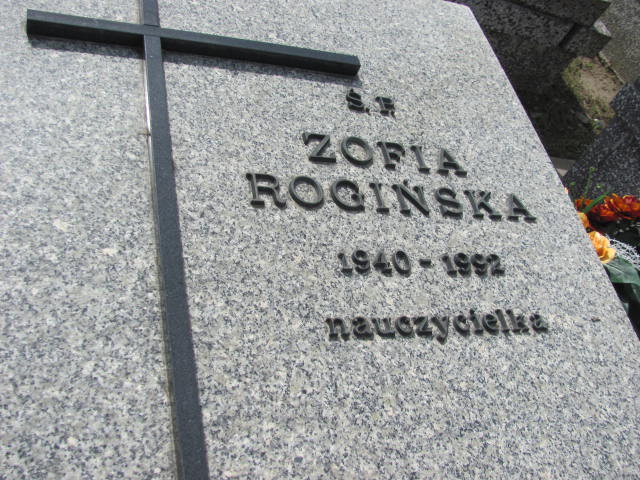 Ś.P.
ZOFIA
ROGIŃSKA
1940 - 1992
nauczycielka